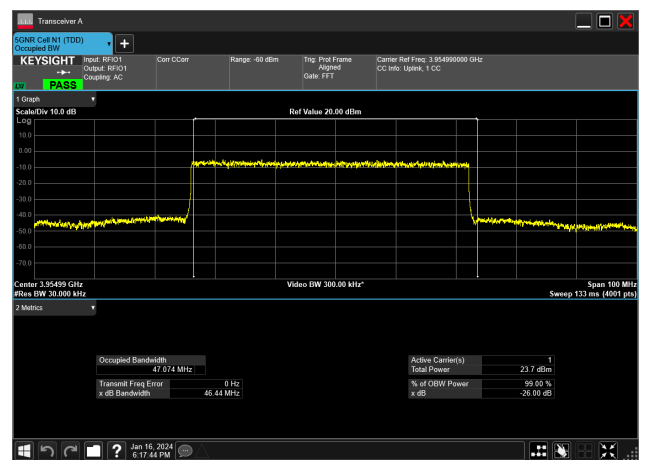 Transceiver A
5GNR Cell N1 (TDD)
Occupied BW
KEYSIGHT
LV
PASS
Input: RFIO1
Output: RFIO1
Coupling: AC
Corr CCorr
Range: -60 dBm
Trig: Prot Frame
Aligned
Gate: FFT
Carrier Ref Freq: 3.954990000 GHz
CC Info: Uplink, 1 CC
1 Graph
Scale/Div 10.0 dB
Ref Value 20.00 dBm
Log
10.0
0.00
-10.0
-20.0
-30.0
-40.0
-50.0
-60.0
-70.0
Center 3.95499 GHz
Video BW 300.00 kHz*
Span 100 MHz
#Res BW 30.000 kHz
Sweep 133 ms (4001 pts)
2 Metrics
Occupied Bandwidth
47.074 MHz
Transmit Freq Error 0 Hz
x dB Bandwidth 46.44 MHz
Active Carrier(s) 1
Total Power 23.7 dBm
% of OBW Power 99.00 %
x dB -26.00 dB
?
Jan 16, 2024
6:17:44 PM